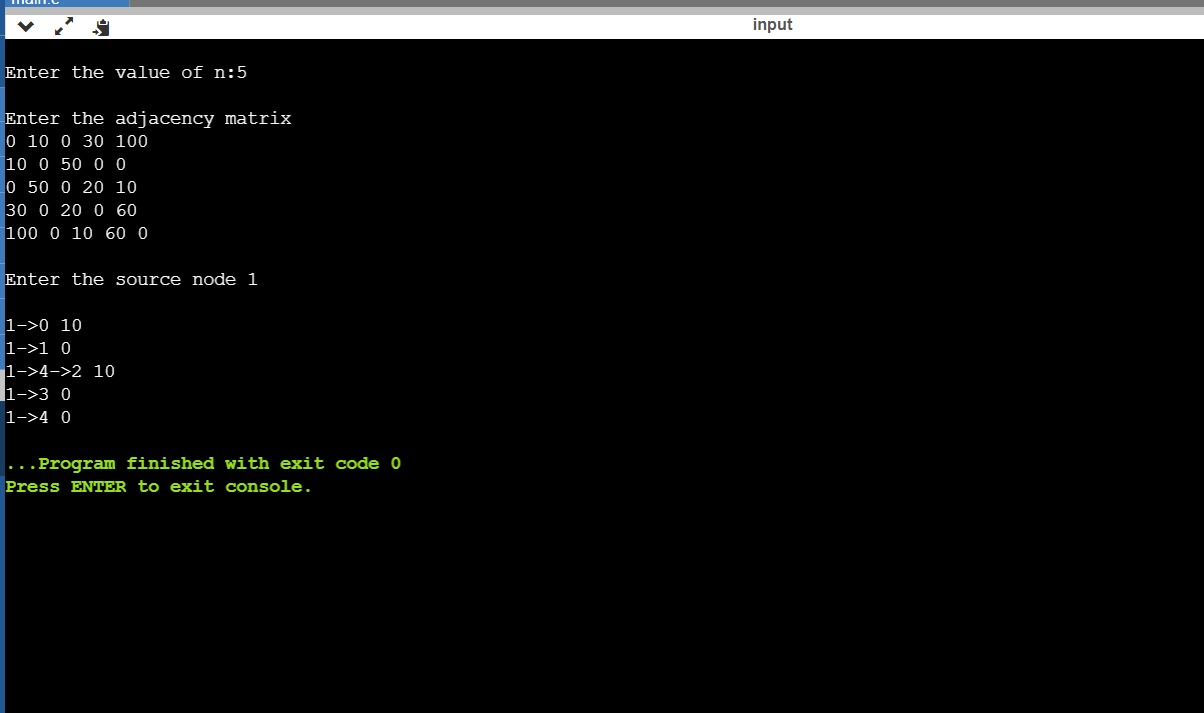 main.c
input
Enter the value of n:5
Enter the adjacency matrix
0 10 0 30 100
10 0 50 0 0
0 50 0 20 10
30 0 20 0 60
100 0 10 60 0
Enter the source node 1
1->0 10
1->1 0
1->4->2 10
1->3 0
1->4 0
...Program finished with exit code 0
Press ENTER to exit console.